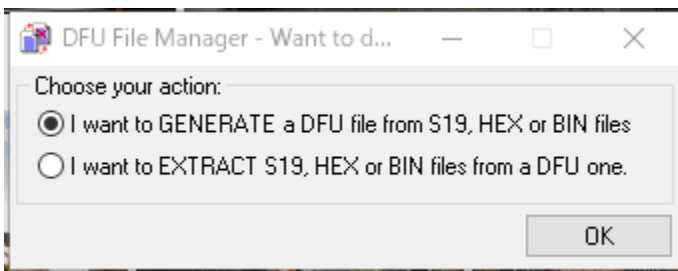 DFU File Manager - Want to d...
Choose your action:
I want to GENERATE a DFU file from S19, HEX or BIN files
I want to EXTRACT S19, HEX or BIN files from a DFU one.
OK